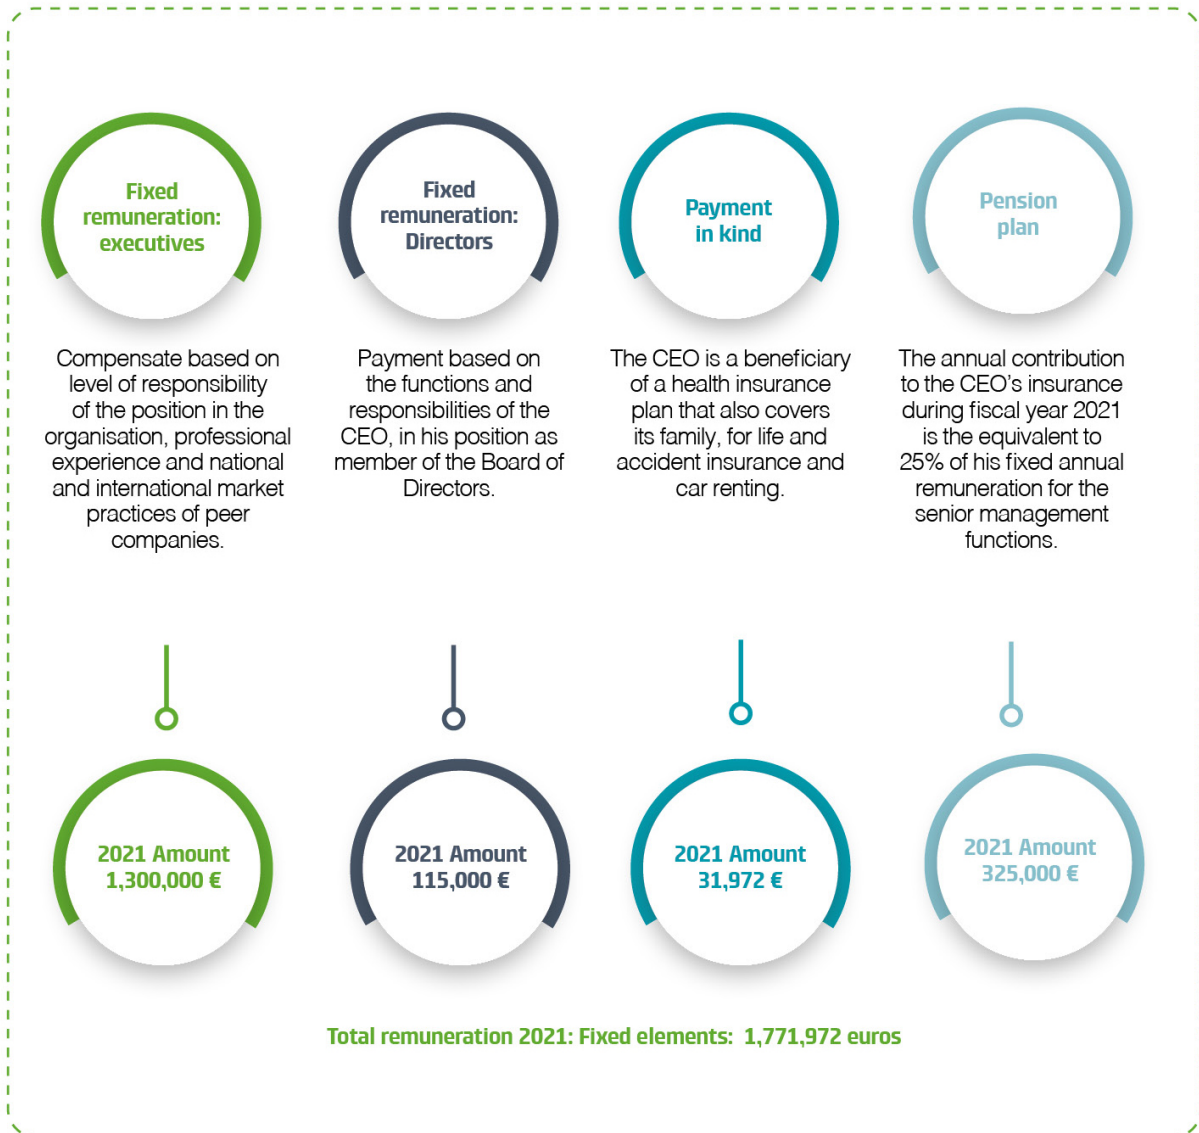 Fixed
remuneration:
executives
Compensate based on
level of responsibility
of the position in the
organisation, professional
experience and national
and international market
practices of peer
companies.
2021 Amount
1,300,000 €
Fixed
remuneration:
Directors
Payment based on
the functions and
responsibilities of the
CEO, in his position as
member of the Board of
Directors.
2021 Amount
115,000 €
Payment
in kind
The CEO is a beneficiary
of a health insurance
plan that also covers
its family, for life and
accident insurance and
car renting.
2021 Amount
31,972 €
Pension
plan
The annual contribution
to the CEO’s insurance
during fiscal year 2021
is the equivalent to
25% of his fixed annual
remuneration for the
senior management
functions.
2021 Amount
325,000 €
Total remuneration 2021: Fixed elements: 1,771,972 euros